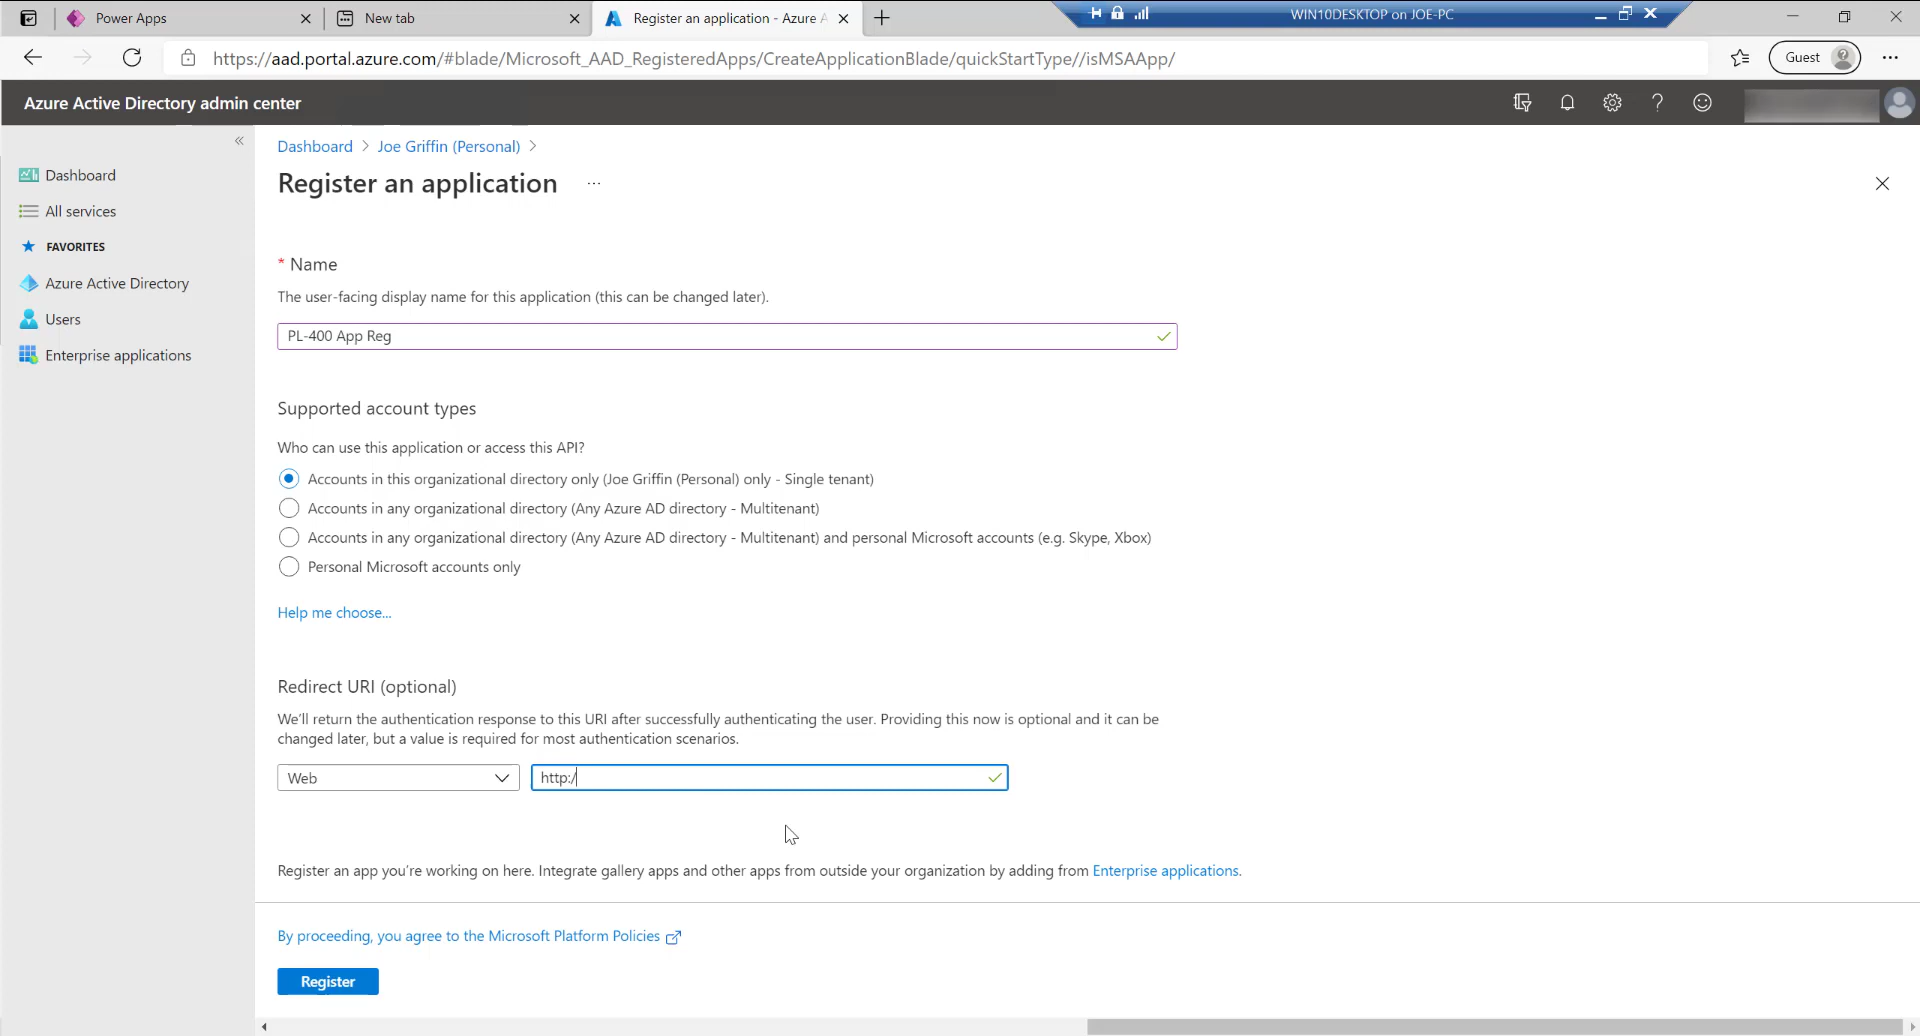 Power Apps
New tab
Register an application - Azure A
WIN10DESKTOP on JOE-PC
https://aad.portal.azure.com/#blade/Microsoft_AAD_RegisteredApps/CreateApplicationBlade/quickStartType//isMSAApp/
Guest
Azure Active Directory admin center
Dashboard > Joe Griffin (Personal) >
Register an application ...
Dashboard
All services
FAVORITES
Azure Active Directory
Users
Enterprise applications
* Name
The user-facing display name for this application (this can be changed later).
PL-400 App Reg
Supported account types
Who can use this application or access this API?
Accounts in this organizational directory only (Joe Griffin (Personal) only - Single tenant)
Accounts in any organizational directory (Any Azure AD directory - Multitenant)
Accounts in any organizational directory (Any Azure AD directory - Multitenant) and personal Microsoft accounts (e.g. Skype, Xbox)
Personal Microsoft accounts only
Help me choose...
Redirect URI (optional)
We'll return the authentication response to this URI after successfully authenticating the user. Providing this now is optional and it can be
changed later, but a value is required for most authentication scenarios.
Web
http:/
Register an app you're working on here. Integrate gallery apps and other apps from outside your organization by adding from Enterprise applications.
By proceeding, you agree to the Microsoft Platform Policies
Register